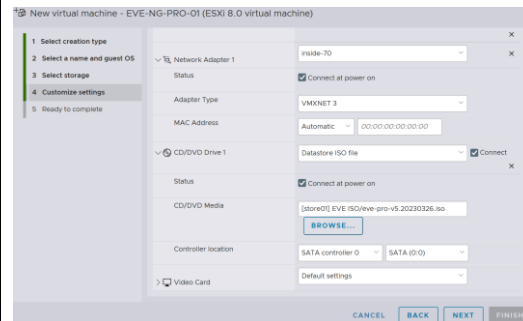 New virtual machine - EVE-NG-PRO-01 (ESXi 8.0 virtual machine)
1 Select creation type
2 Select a name and guest OS
3 Select storage
4 Customize settings
5 Ready to complete
Network Adapter 1
inside-70
Status
Connect at power on
Adapter Type
VMXNET 3
MAC Address
Automatic
00:00:00:00:00:00
CD/DVD Drive 1
Datastore ISO file
Connect
Status
Connect at power on
CD/DVD Media
[store01] EVE ISO/eve-pro-v5.20230326.iso
BROWSE...
Controller location
SATA controller 0
SATA (0:0)
Video Card
Default settings
CANCEL
BACK
NEXT
FINISH